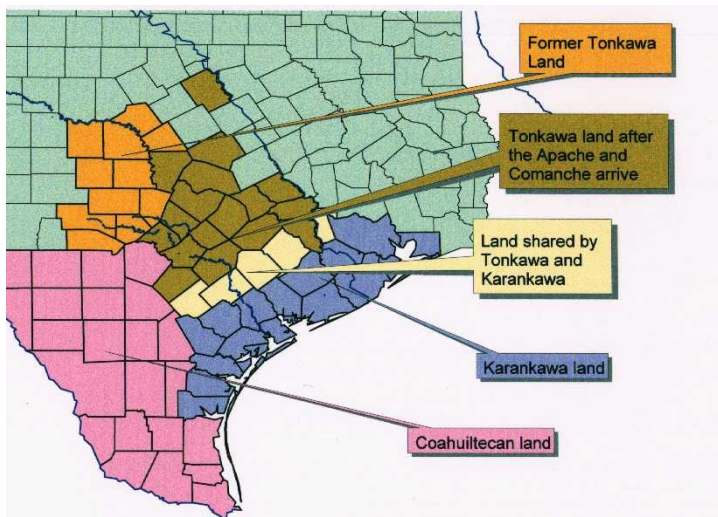 Former Tonkawa
Land
Tonkawa land after
the Apache and
Comanche arrive
Land shared by
Tonkawa and
Karankawa
Karankawa land
Coahuiltecan land